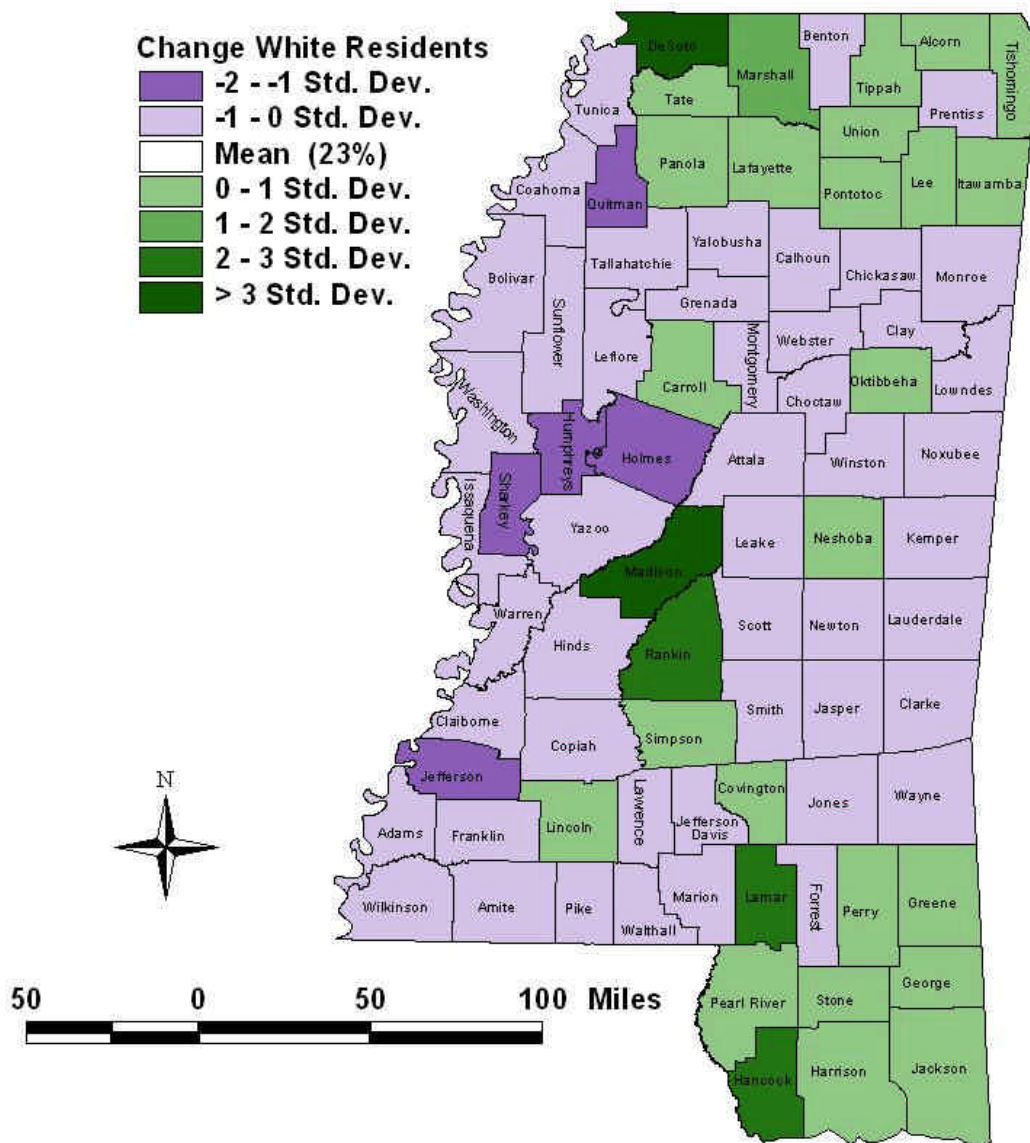 Change White Residents
-2 - -1 Std. Dev.
-1 - 0 Std. Dev.
Mean (23%)
0 - 1 Std. Dev.
1 - 2 Std. Dev.
2 - 3 Std. Dev.
> 3 Std. Dev.
DeSoto
Benton
Alcorn
Tishomingo
Marshall
Tippah
Tunica
Tate
Prentiss
Union
Panola
Lafayette
Coahoma
Quitman
Pontotoc
Lee
Itawamba
Yalobusha
Tallahatchie
Calhoun
Chickasaw
Monroe
Bolivar
Sunflower
Grenada
Leflore
Montgomery
Webster
Clay
Carroll
Oktibbeha
Choctaw
Lowndes
Washington
Humphreys
Holmes
Attala
Winston
Noxubee
Issaquena
Sharkey
Yazoo
Leake
Neshoba
Kemper
Madison
Warren
Hinds
Rankin
Scott
Newton
Lauderdale
Claiborne
Copiah
Simpson
Smith
Jasper
Clarke
Jefferson
Covington
Adams
Franklin
Lincoln
Lawrence
Jefferson
Davis
Jones
Wayne
Wilkinson
Amite
Pike
Walthall
Marion
Lamar
Forrest
Perry
Greene
Pearl River
Stone
George
Hancock
Harrison
Jackson
N
50 0 50 100 Miles